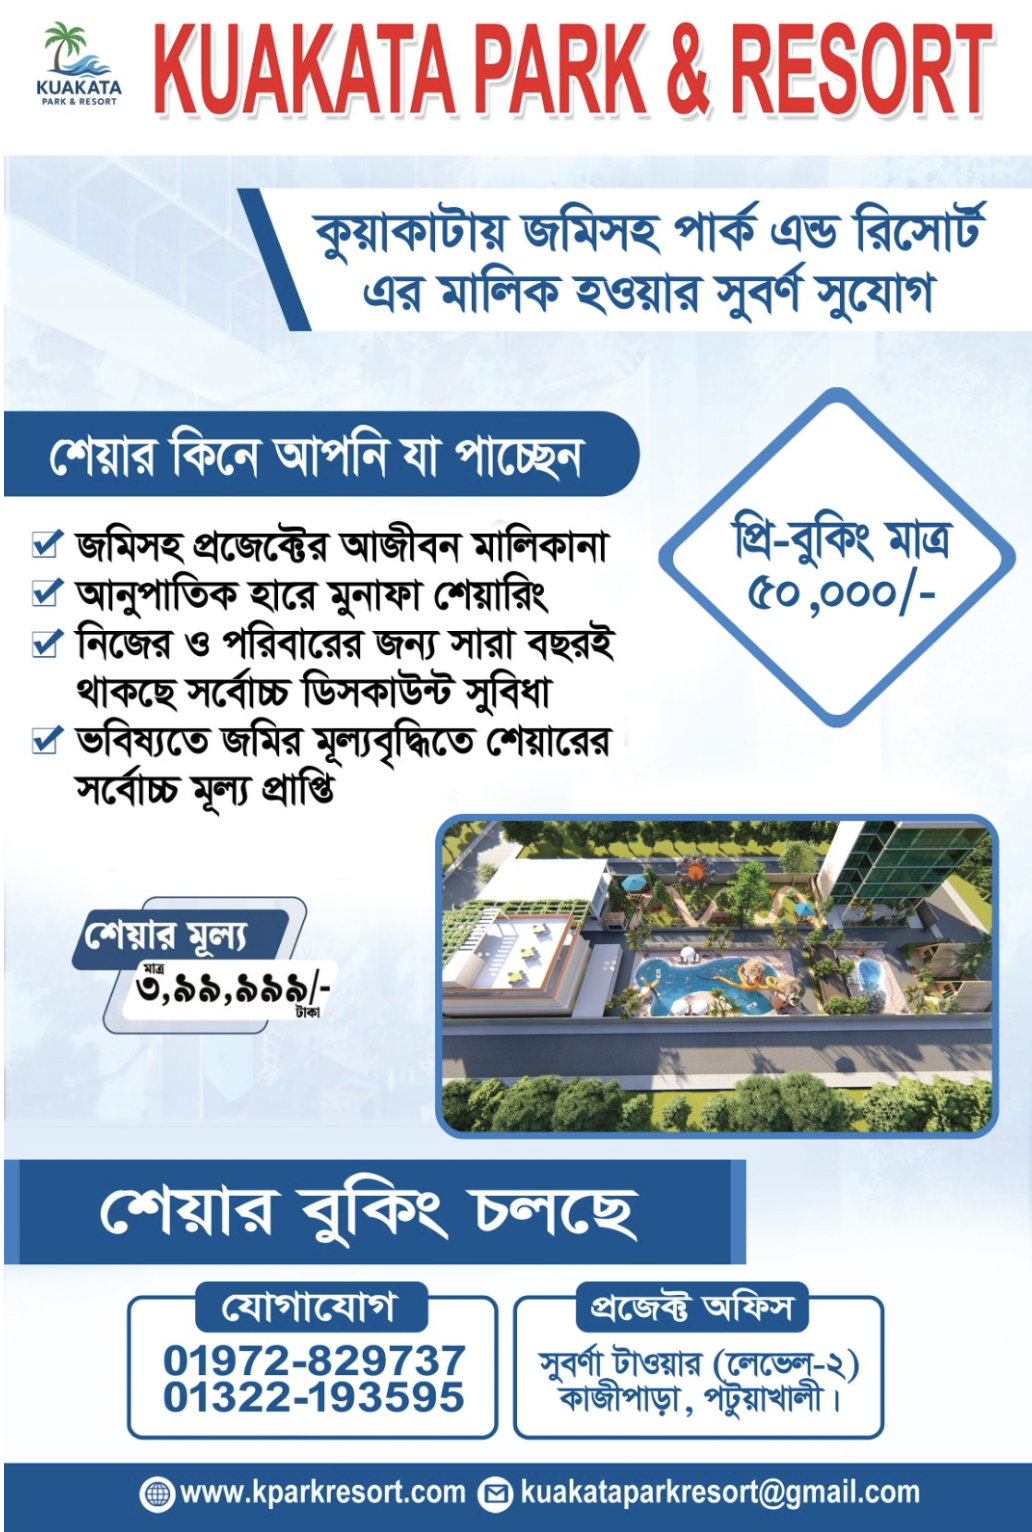 KUAKATA
PARK & RESORT
KUAKATA PARK & RESORT
কুয়াকাটায় জমিসহ পার্ক এন্ড রিসোর্ট
এর মালিক হওয়ার সুবর্ণ সুযোগ
শেয়ার কিনে আপনি যা পাচ্ছেন
জমিসহ প্রজেক্টের আজীবন মালিকানা
আনুপাতিক হারে মুনাফা শেয়ারিং
নিজের ও পরিবারের জন্য সারা বছরই
থাকছে সর্বোচ্চ ডিসকাউন্ট সুবিধা
ভবিষ্যতে জমির মূল্যবৃদ্ধিতে শেয়ারের
সর্বোচ্চ মূল্য প্রাপ্তি
প্রি-বুকিং মাত্র
৫০,০০০/-
শেয়ার মূল্য
মাত্র
৩,৯৯,৯৯৯/-
টাকা
শেয়ার বুকিং চলছে
যোগাযোগ
01972-829737
01322-193595
প্রজেক্ট অফিস
সুবর্ণা টাওয়ার (লেভেল-২)
কাজীপাড়া, পটুয়াখালী।
www.kparkresort.com kuakataparkresort@gmail.com